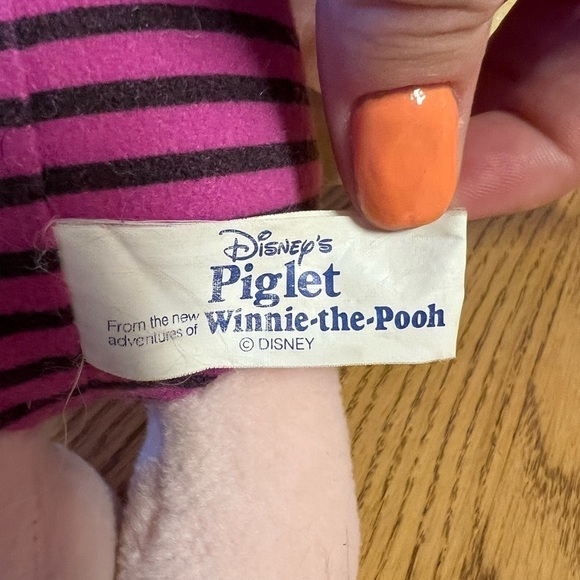 Disney's
Piglet
From the new
adventures of Winnie-the-Pooh
© DISNEY